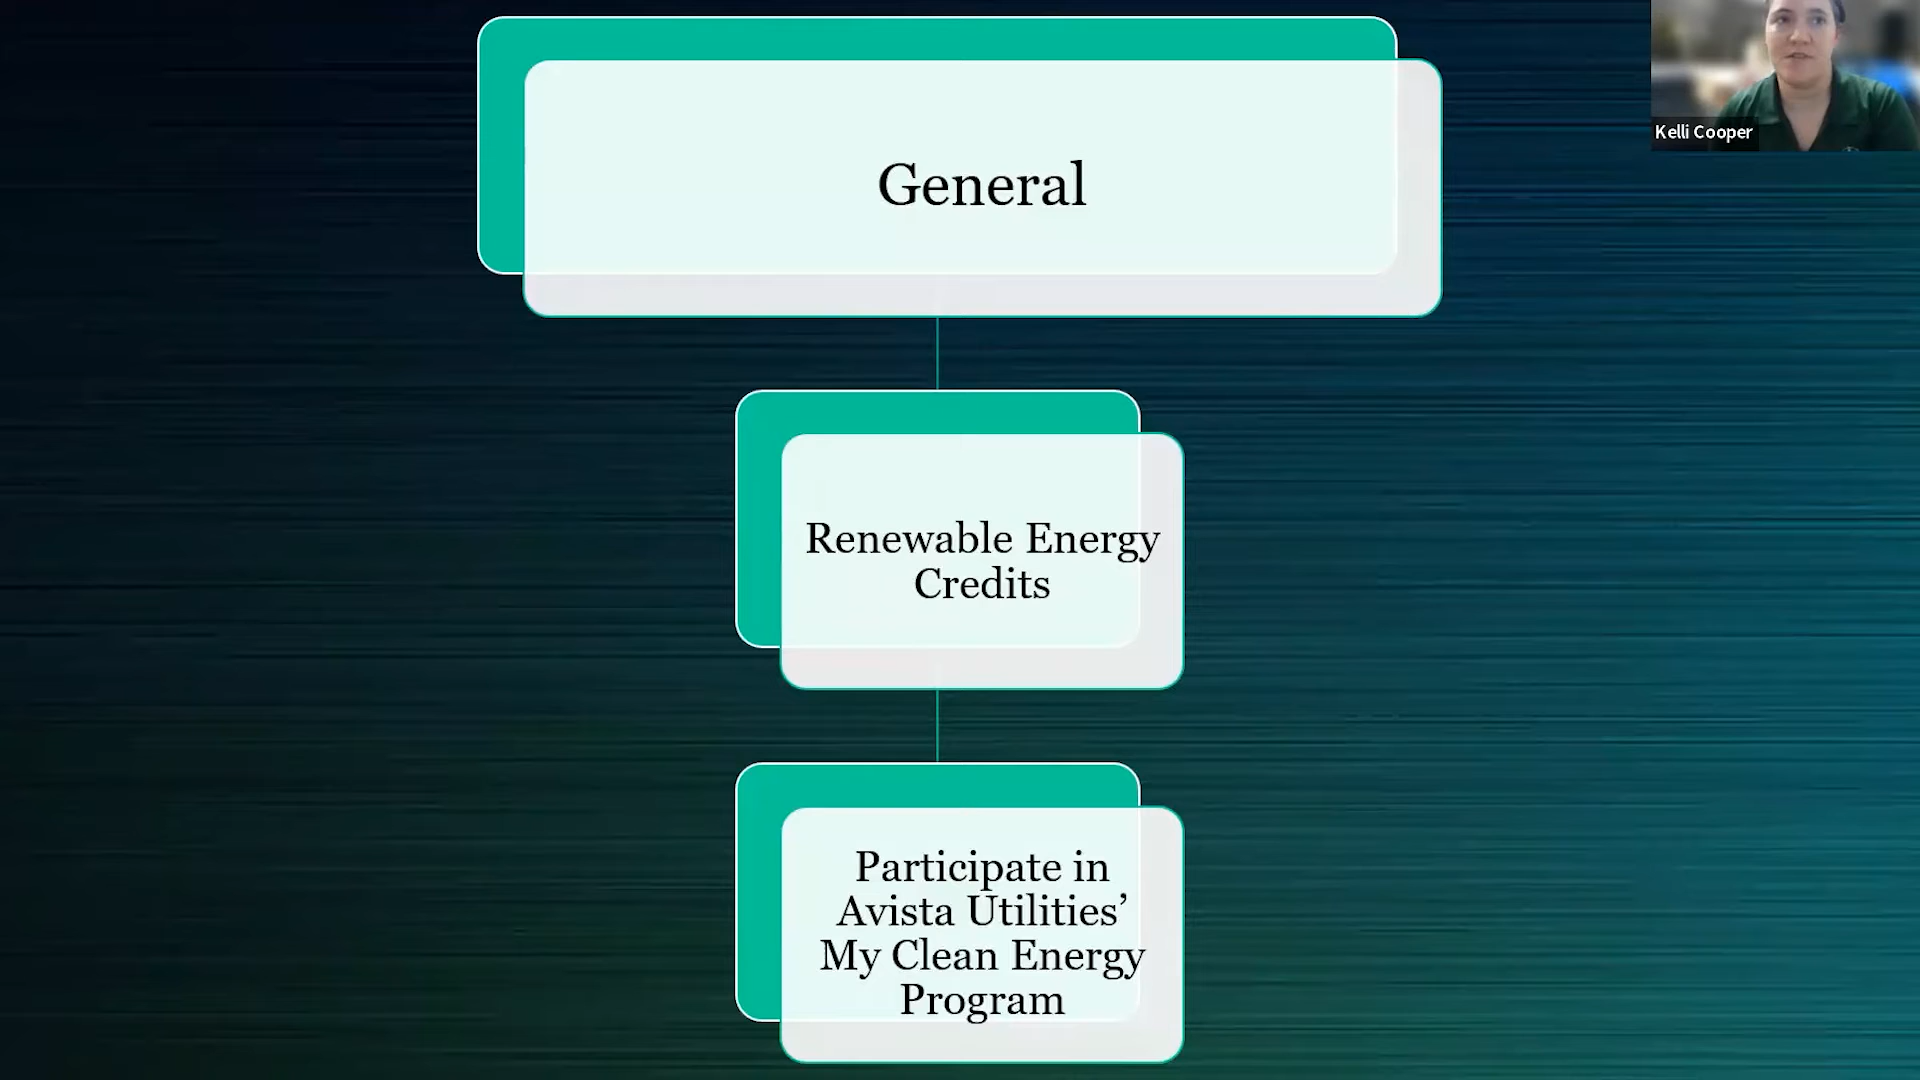 Kelli Cooper
General
Renewable Energy
Credits
Participate in
Avista Utilities’
My Clean Energy
Program